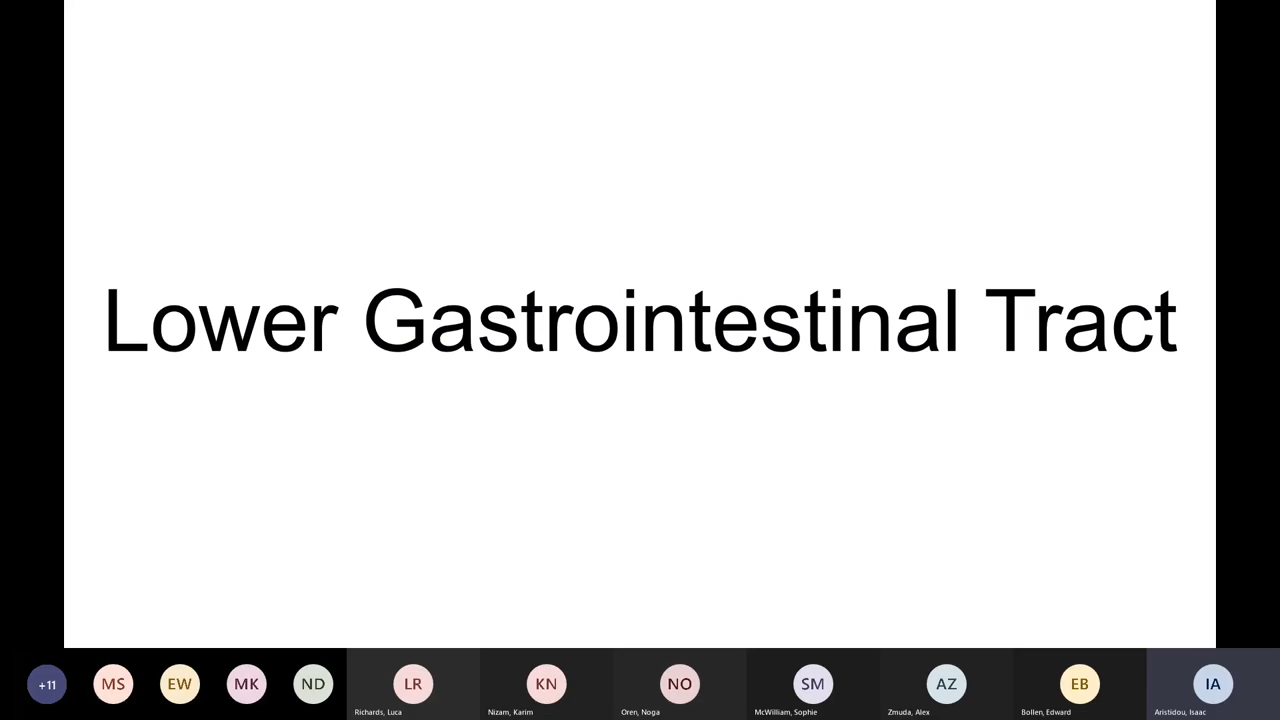 Lower Gastrointestinal Tract
+11
MS
EW
MK
ND
LR
Richards, Luca
KN
Nizam, Karim
NO
Oren, Noga
SM
McWilliam, Sophie
AZ
Zmuda, Alex
EB
Bollen, Edward
IA
Aristidou, Isaac